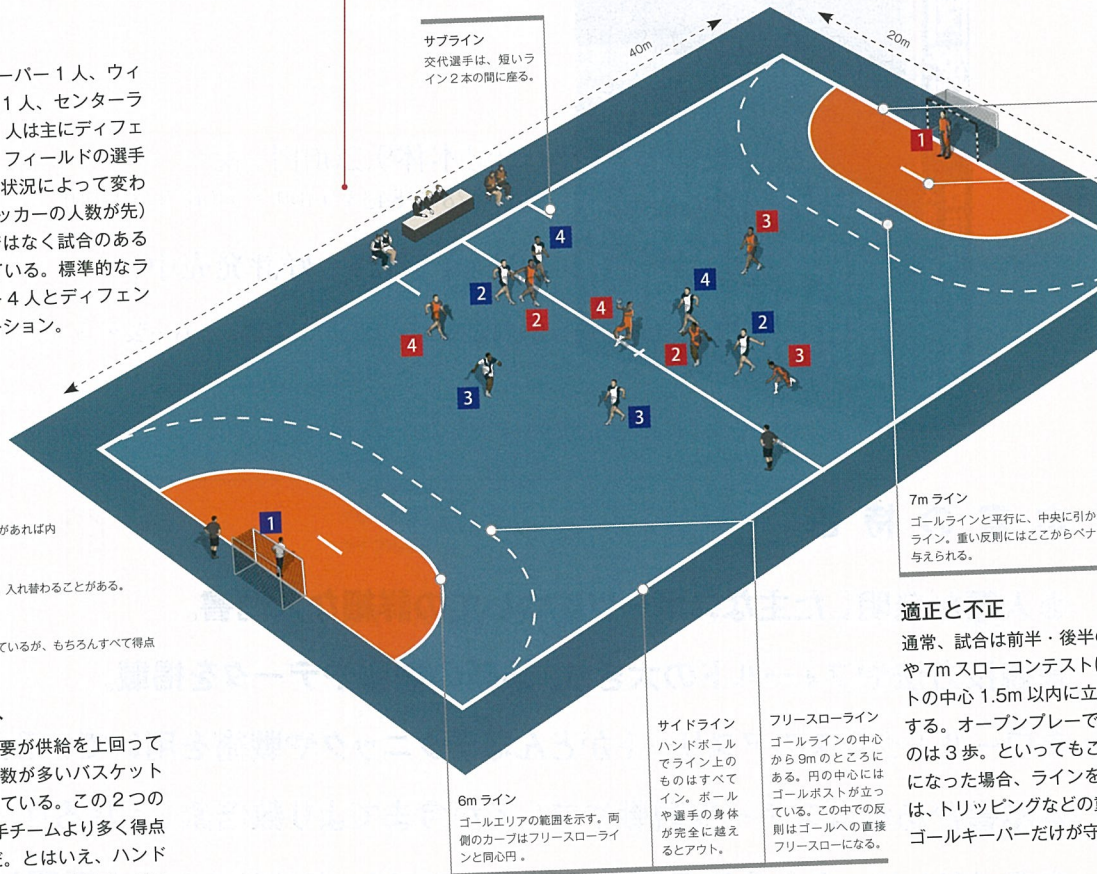 ーパー 1 人、ウィ
1 人、センターラ
人は主にディフェ
フィールドの選手
状況によって変わ
ッカーの人数が先）
はなく試合のある
ている。標準的なラ
4 人とディフェン
ーション。
サブライン
交代選手は、短いラ
イン 2 本の間に座る。
40m
20m
1
3
4
2
2
4
4
4
2
2
3
3
3
1
があれば内
入れ替わることがある。
ているが、もちろんすべて得点
要が供給を上回って
数が多いバスケット
ている。この 2 つの
手チームより多く得点
だ。とはいえ、ハンド
6m ライン
ゴールエリアの範囲を示す。両
側のカーブはフリースローライ
ンと同心円 。
サイドライン
ハンドボール
でライン上の
ものはすべて
イン。ボール
や選手の身体
が完全に越え
るとアウト。
フリースローライン
ゴールラインの中心
から 9m のところに
ある。円の中心には
ゴールポストが立っ
ている。この中での反
則はゴールへの直接
フリースローになる。
7m ライン
ゴールラインと平行に、中央に引か
ライン。重い反則にはここからペナ
与えられる。
適正と不正
通常、試合は前半・後半の
や 7m スローコンテストに
トの中心 1.5m 以内に立
する。オープンプレーで
のは 3 歩。といってもこ
になった場合、ラインを
は、トリッピングなどの重
ゴールキーパーだけが守